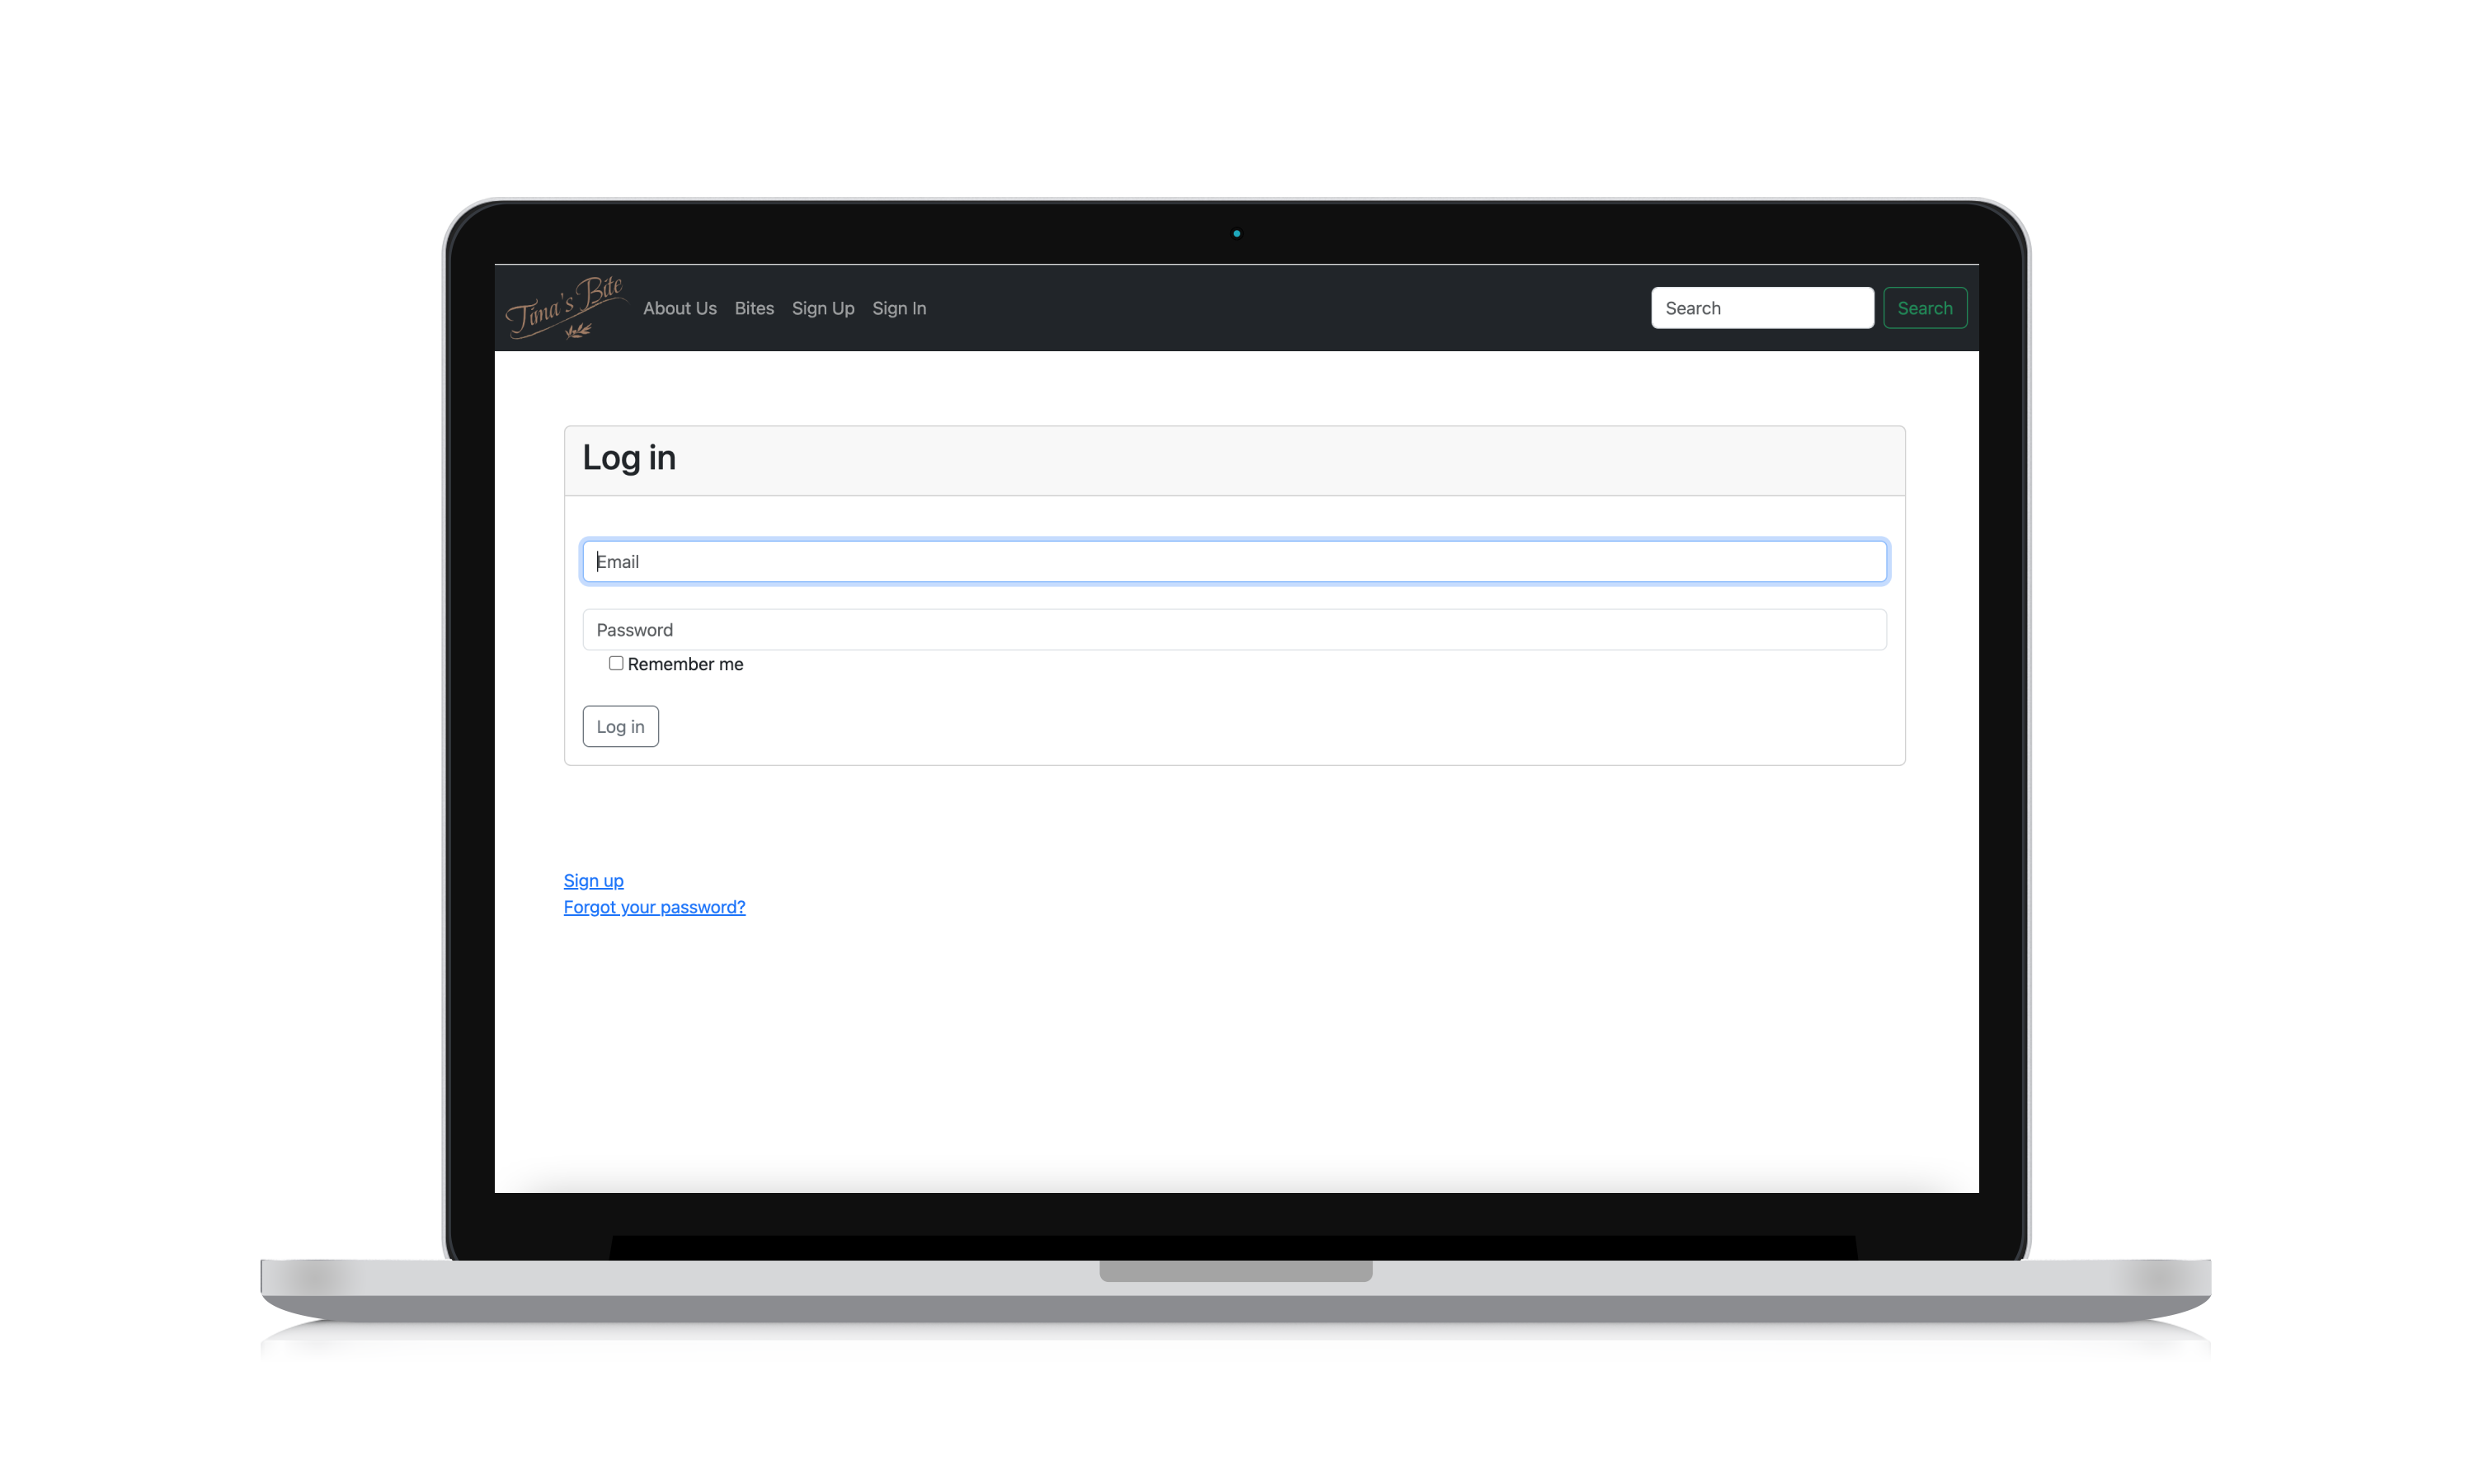 Tima's Bite
About Us Bites Sign Up Sign In Search Search
Log in
Email
Password
Remember me
Log in
Sign up
Forgot your password?